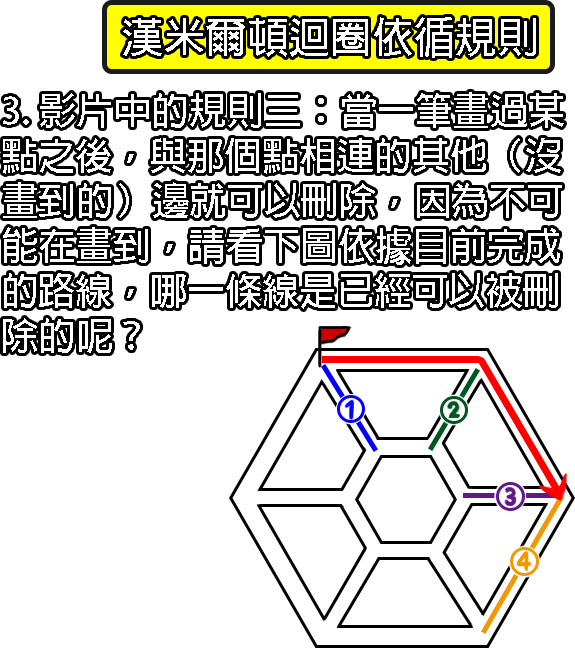 漢米爾頓迴圈依循規則
3. 影片中的規則三：當一筆畫過某
點之後，與那個點相連的其他（沒
畫到的）邊就可以刪除，因為不可
能在畫到，請看下圖依據目前完成
的路線，哪一條線是已經可以被刪
除的呢？
①
②
③
④